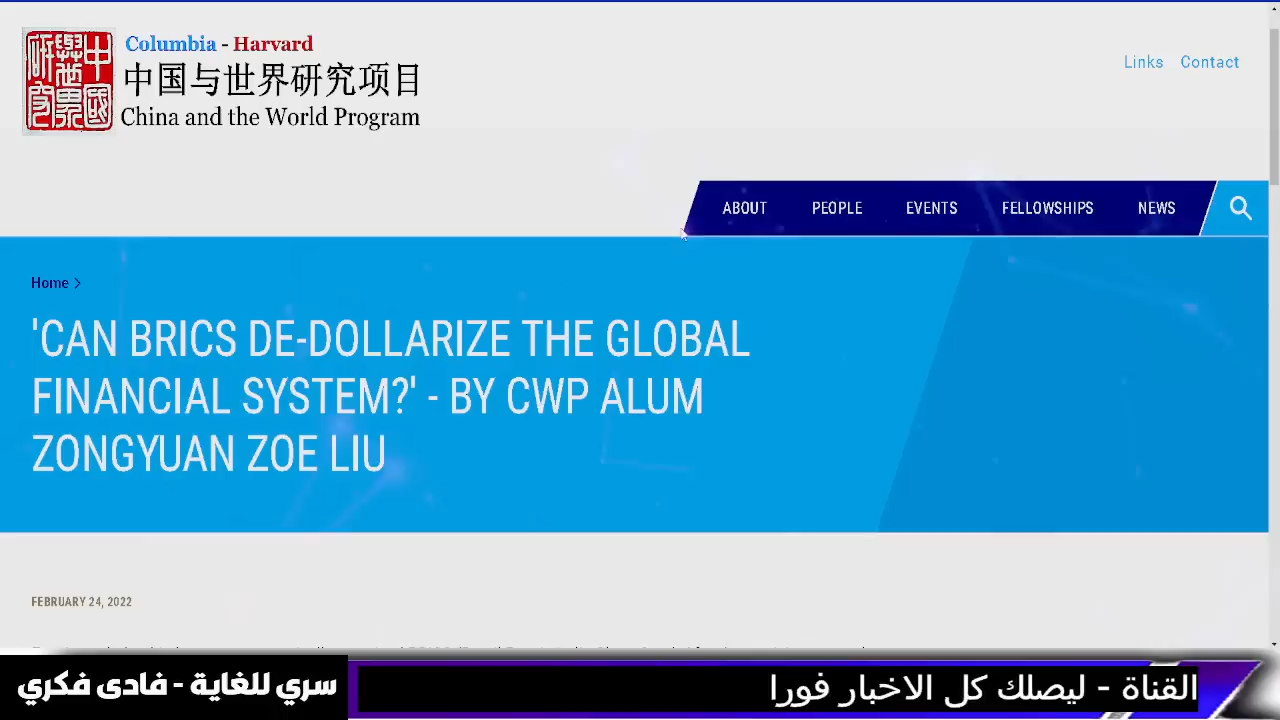 Columbia - Harvard
中国与世界研究项目
China and the World Program
Links Contact
ABOUT PEOPLE EVENTS FELLOWSHIPS NEWS
Home >
'CAN BRICS DE-DOLLARIZE THE GLOBAL
FINANCIAL SYSTEM?' - BY CWP ALUM
ZONGYUAN ZOE LIU
FEBRUARY 24, 2022
سري للغاية - فادى فكري
القناة - ليصلك كل الاخبار فورا